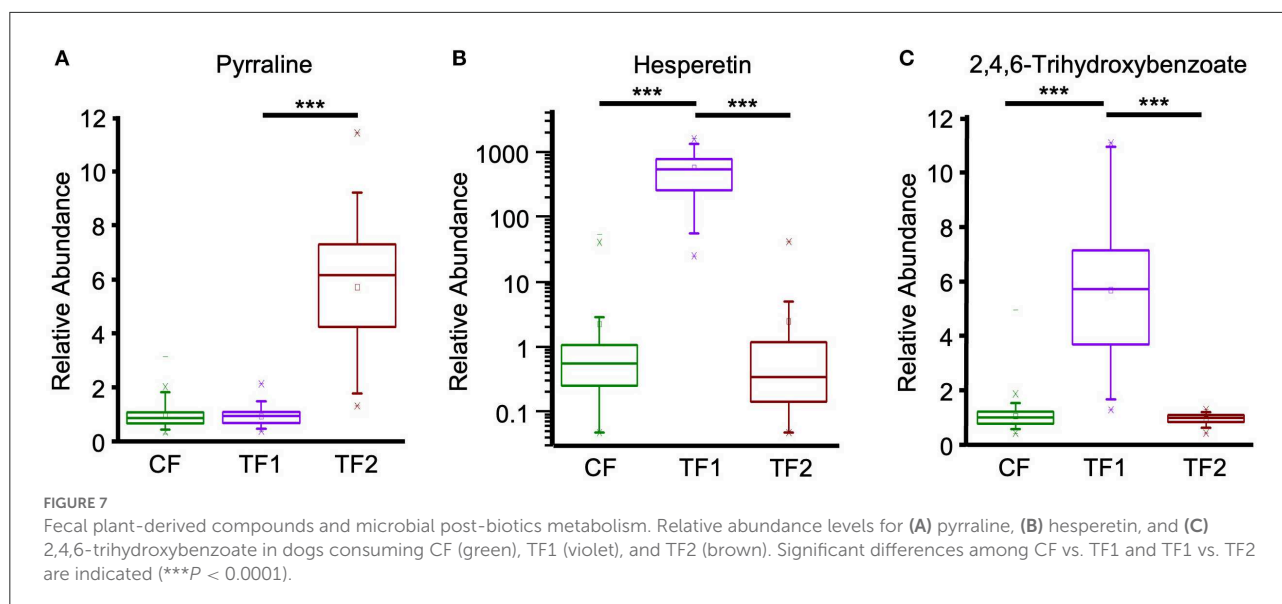 A
Pyrraline
***
Relative Abundance
12
10
8
6
4
2
0
CF
TF1
TF2
B
Hesperetin
***
***
Relative Abundance
1000
100
10
1
0.1
CF
TF1
TF2
C
2,4,6-Trihydroxybenzoate
***
***
Relative Abundance
12
10
8
6
4
2
0
CF
TF1
TF2
FIGURE 7
Fecal plant-derived compounds and microbial post-biotics metabolism. Relative abundance levels for (A) pyrraline, (B) hesperetin, and (C)
2,4,6-trihydroxybenzoate in dogs consuming CF (green), TF1 (violet), and TF2 (brown). Significant differences among CF vs. TF1 and TF1 vs. TF2
are indicated (***P < 0.0001).